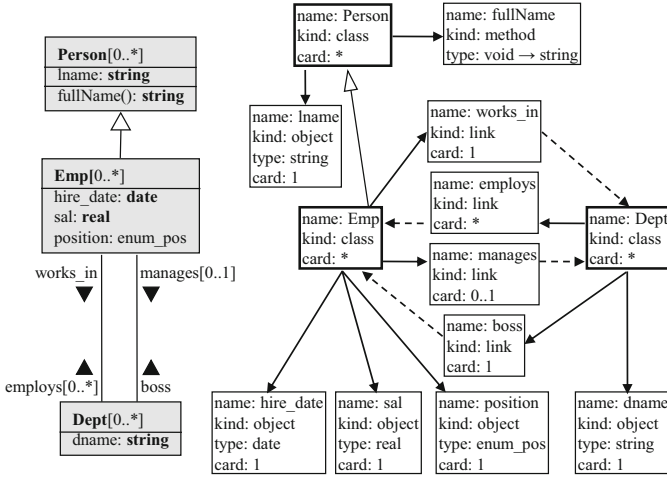 Person[0..*]
lname: string
fullName(): string
Emp[0..*]
hire_date: date
sal: real
position: enum_pos
works_in
manages[0..1]
employs[0..*]
boss
Dept[0..*]
dname: string
name: Person
kind: class
card: *
name: fullName
kind: method
type: void → string
name: lname
kind: object
type: string
card: 1
name: works_in
kind: link
card: 1
name: employs
kind: link
card: *
name: Emp
kind: class
card: *
name: Dept
kind: class
card: *
name: manages
kind: link
card: 0..1
name: boss
kind: link
card: 1
name: hire_date
kind: object
type: date
card: 1
name: sal
kind: object
type: real
card: 1
name: position
kind: object
type: enum_pos
card: 1
name: dname
kind: object
type: string
card: 1